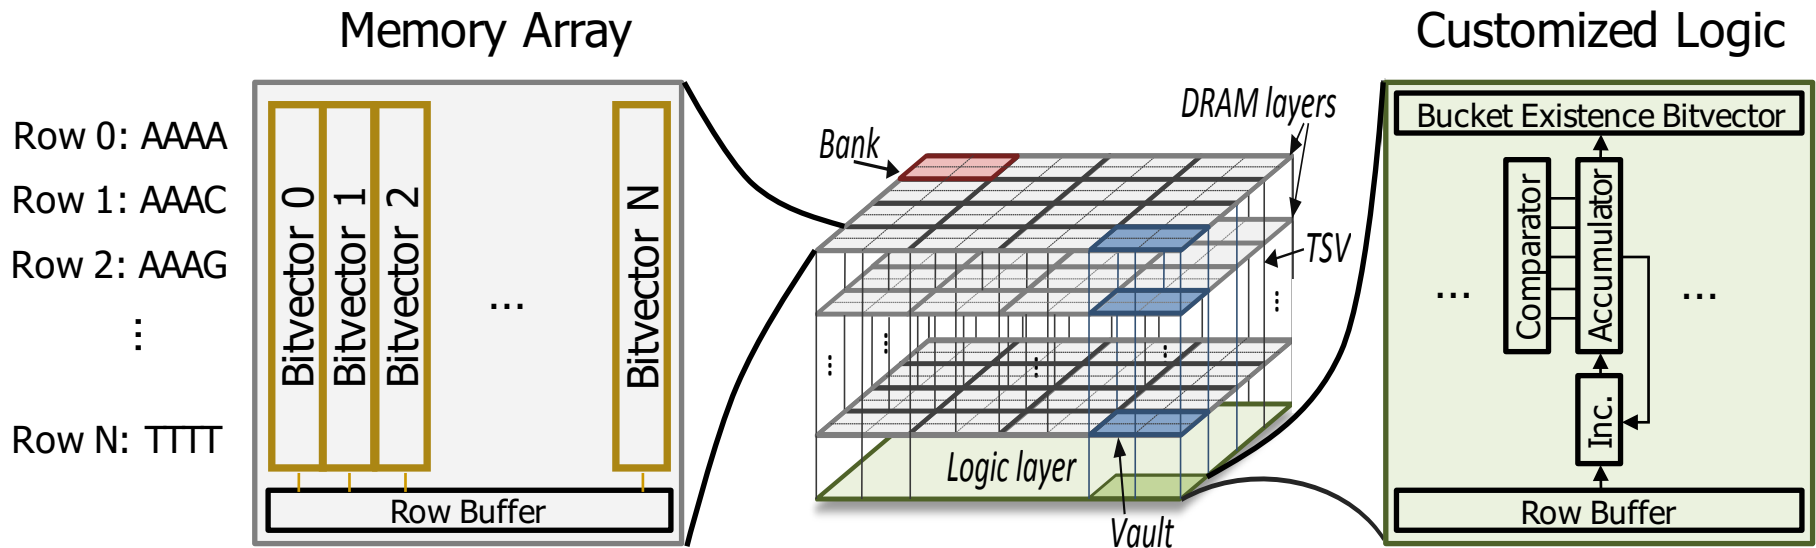 Memory Array
Customized Logic
Row 0: AAAA
Row 1: AAAC
Row 2: AAAG
⋮
Row N: TTTT
Bitvector 0
Bitvector 1
Bitvector 2
...
Bitvector N
Row Buffer
Bank
DRAM layers
TSV
Logic layer
Vault
Bucket Existence Bitvector
...
Comparator
Accumulator
...
Inc.
Row Buffer